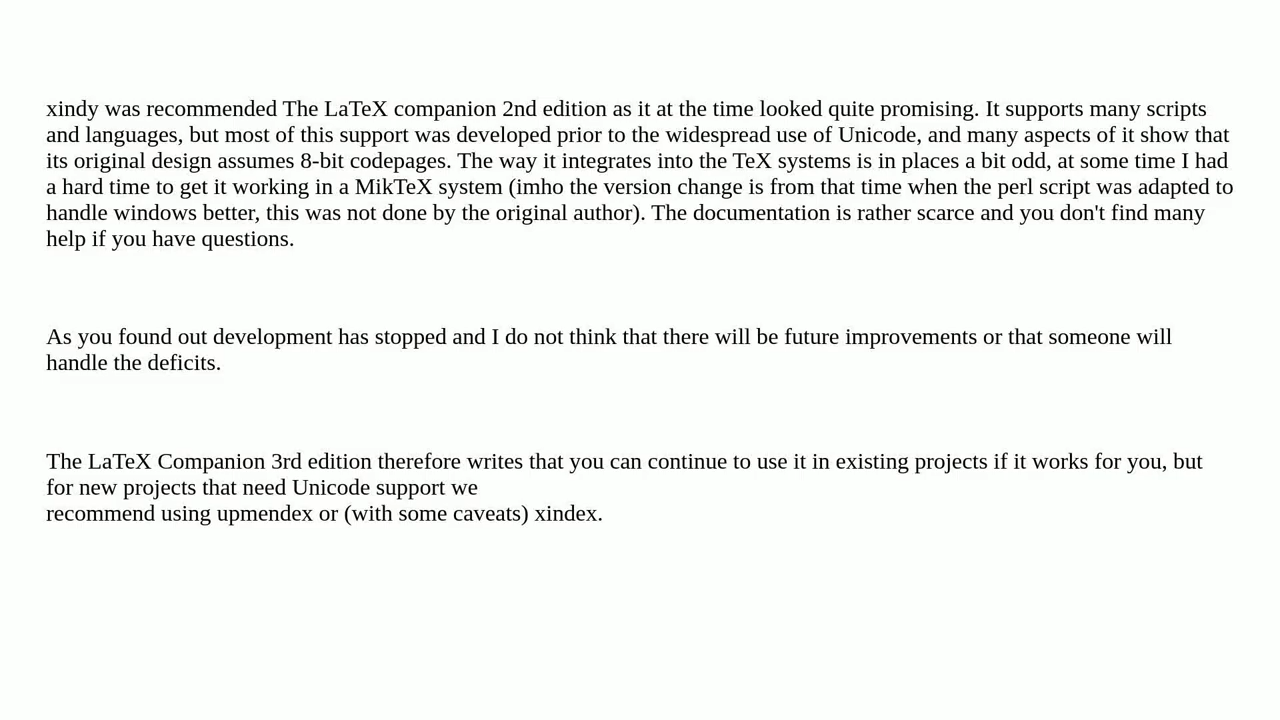 xindy was recommended The LaTeX companion 2nd edition as it at the time looked quite promising. It supports many scripts
and languages, but most of this support was developed prior to the widespread use of Unicode, and many aspects of it show that
its original design assumes 8-bit codepages. The way it integrates into the TeX systems is in places a bit odd, at some time I had
a hard time to get it working in a MikTeX system (imho the version change is from that time when the perl script was adapted to
handle windows better, this was not done by the original author). The documentation is rather scarce and you don't find many
help if you have questions.
As you found out development has stopped and I do not think that there will be future improvements or that someone will
handle the deficits.
The LaTeX Companion 3rd edition therefore writes that you can continue to use it in existing projects if it works for you, but
for new projects that need Unicode support we
recommend using upmendex or (with some caveats) xindex.